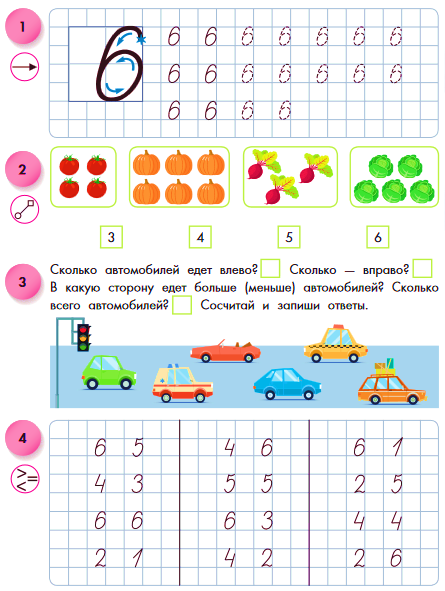 1
6
6 6 6 6 6 6 6
6 6 6 6 6 6 6
6 6 6 6
2
3 4 5 6
3
Сколько автомобилей едет влево? Сколько — вправо?
В какую сторону едет больше (меньше) автомобилей? Сколько
всего автомобилей? Сосчитай и запиши ответы.
4
> < =
6 5 4 6 6 1
4 3 5 5 2 5
6 6 6 3 4 4
2 1 4 2 2 6